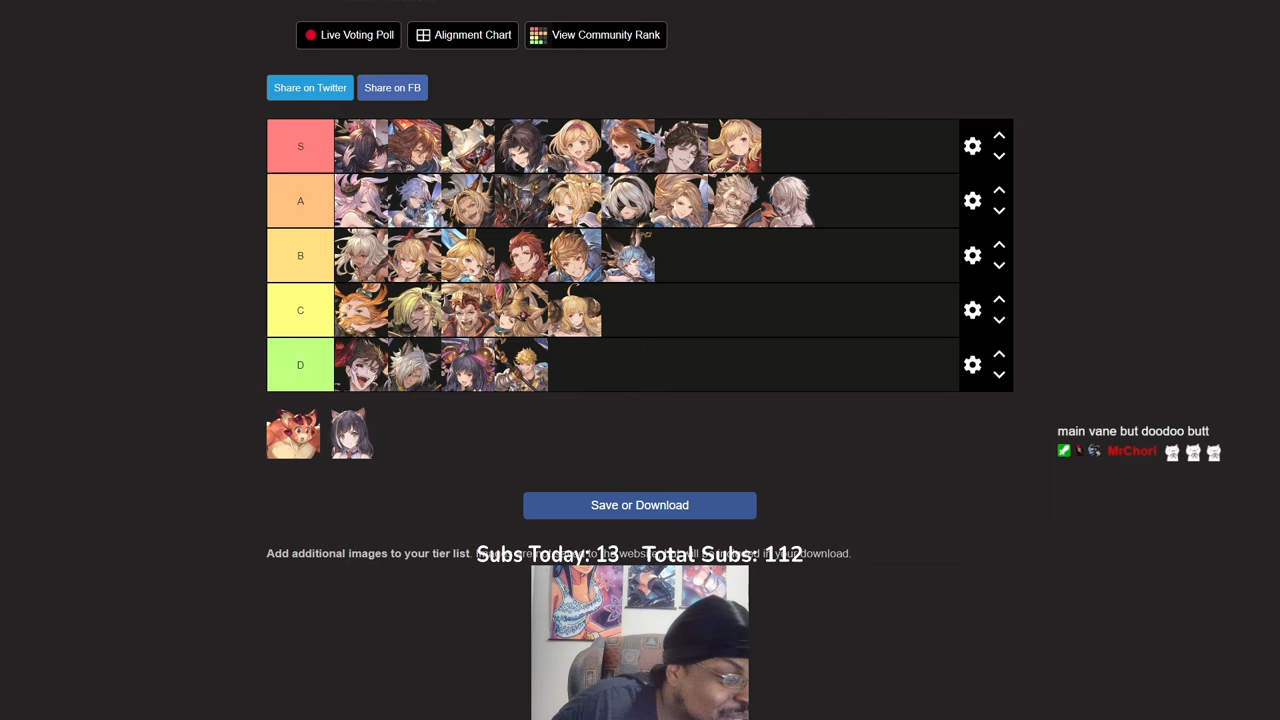 Live Voting Poll
Alignment Chart
View Community Rank
Share on Twitter
Share on FB
S
A
B
C
D
main vane but doodoo butt
MrChori
Save or Download
Add additional images to your tier list.
Subs Today: 13 Total Subs: 112
download.